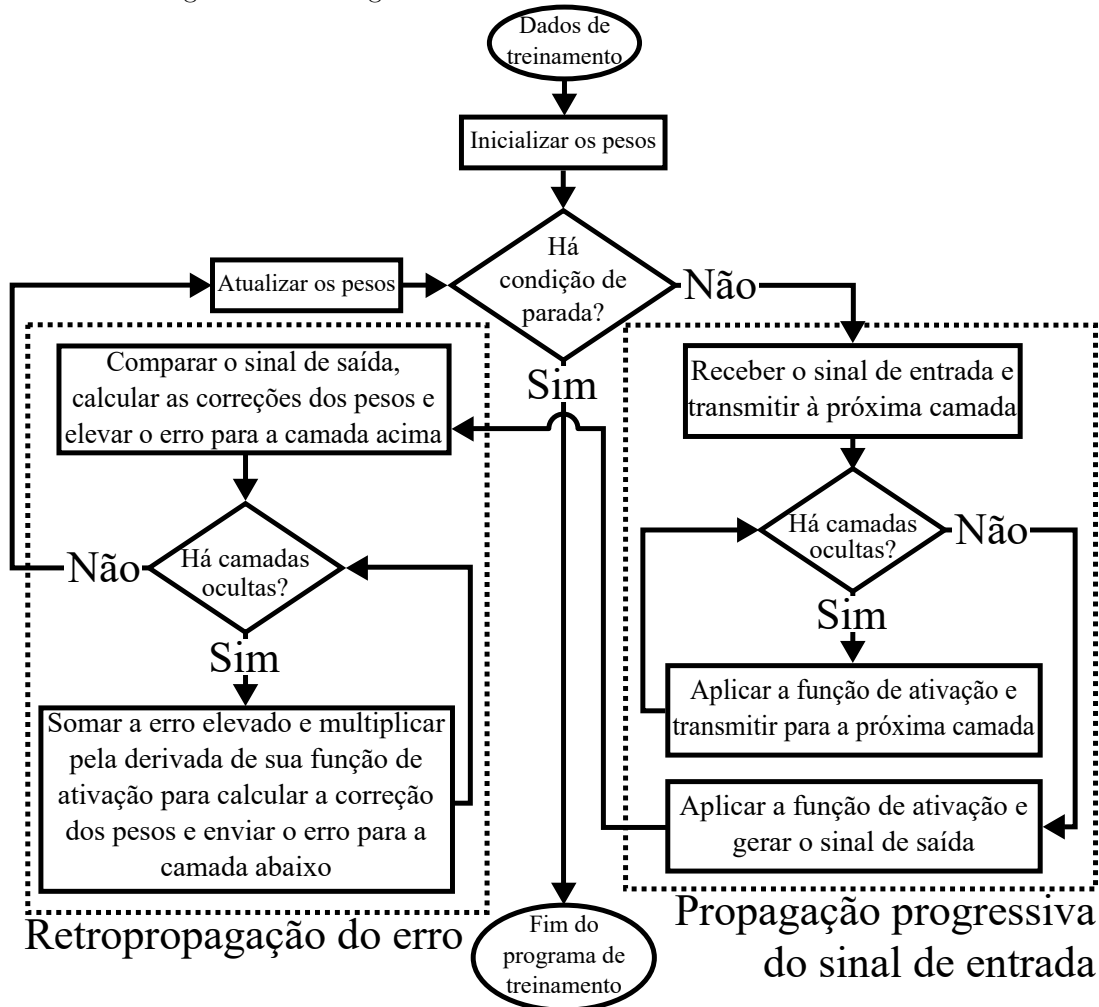 Dados de
treinamento
Inicializar os pesos
Há
condição de
parada?
Atualizar os pesos
Não
Sim
Comparar o sinal de saída,
calcular as correções dos pesos e
elevar o erro para a camada acima
Há camadas
ocultas?
Não
Sim
Somar a erro elevado e multiplicar
pela derivada de sua função de
ativação para calcular a correção
dos pesos e enviar o erro para a
camada abaixo
Retropropagação do erro
Receber o sinal de entrada e
transmitir à próxima camada
Há camadas
ocultas?
Não
Sim
Aplicar a função de ativação e
transmitir para a próxima camada
Aplicar a função de ativação e
gerar o sinal de saída
Propagação progressiva
do sinal de entrada
Fim do
programa de
treinamento